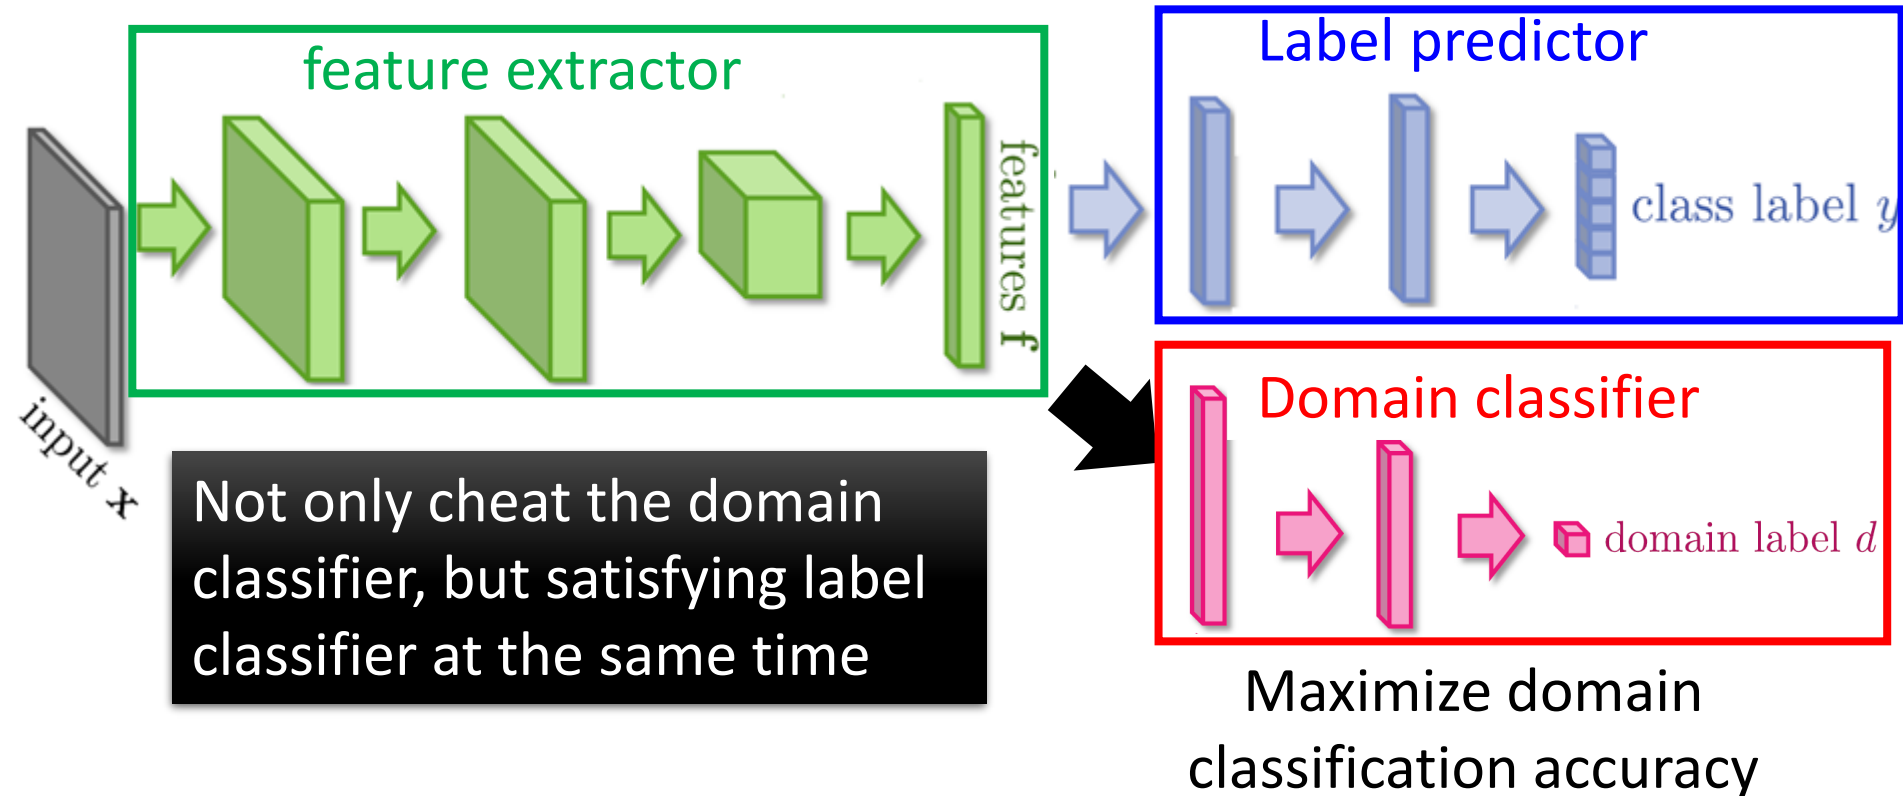 feature extractor
Label predictor
features f
class label y
input x
Domain classifier
domain label d
Not only cheat the domain
classifier, but satisfying label
classifier at the same time
Maximize domain
classification accuracy